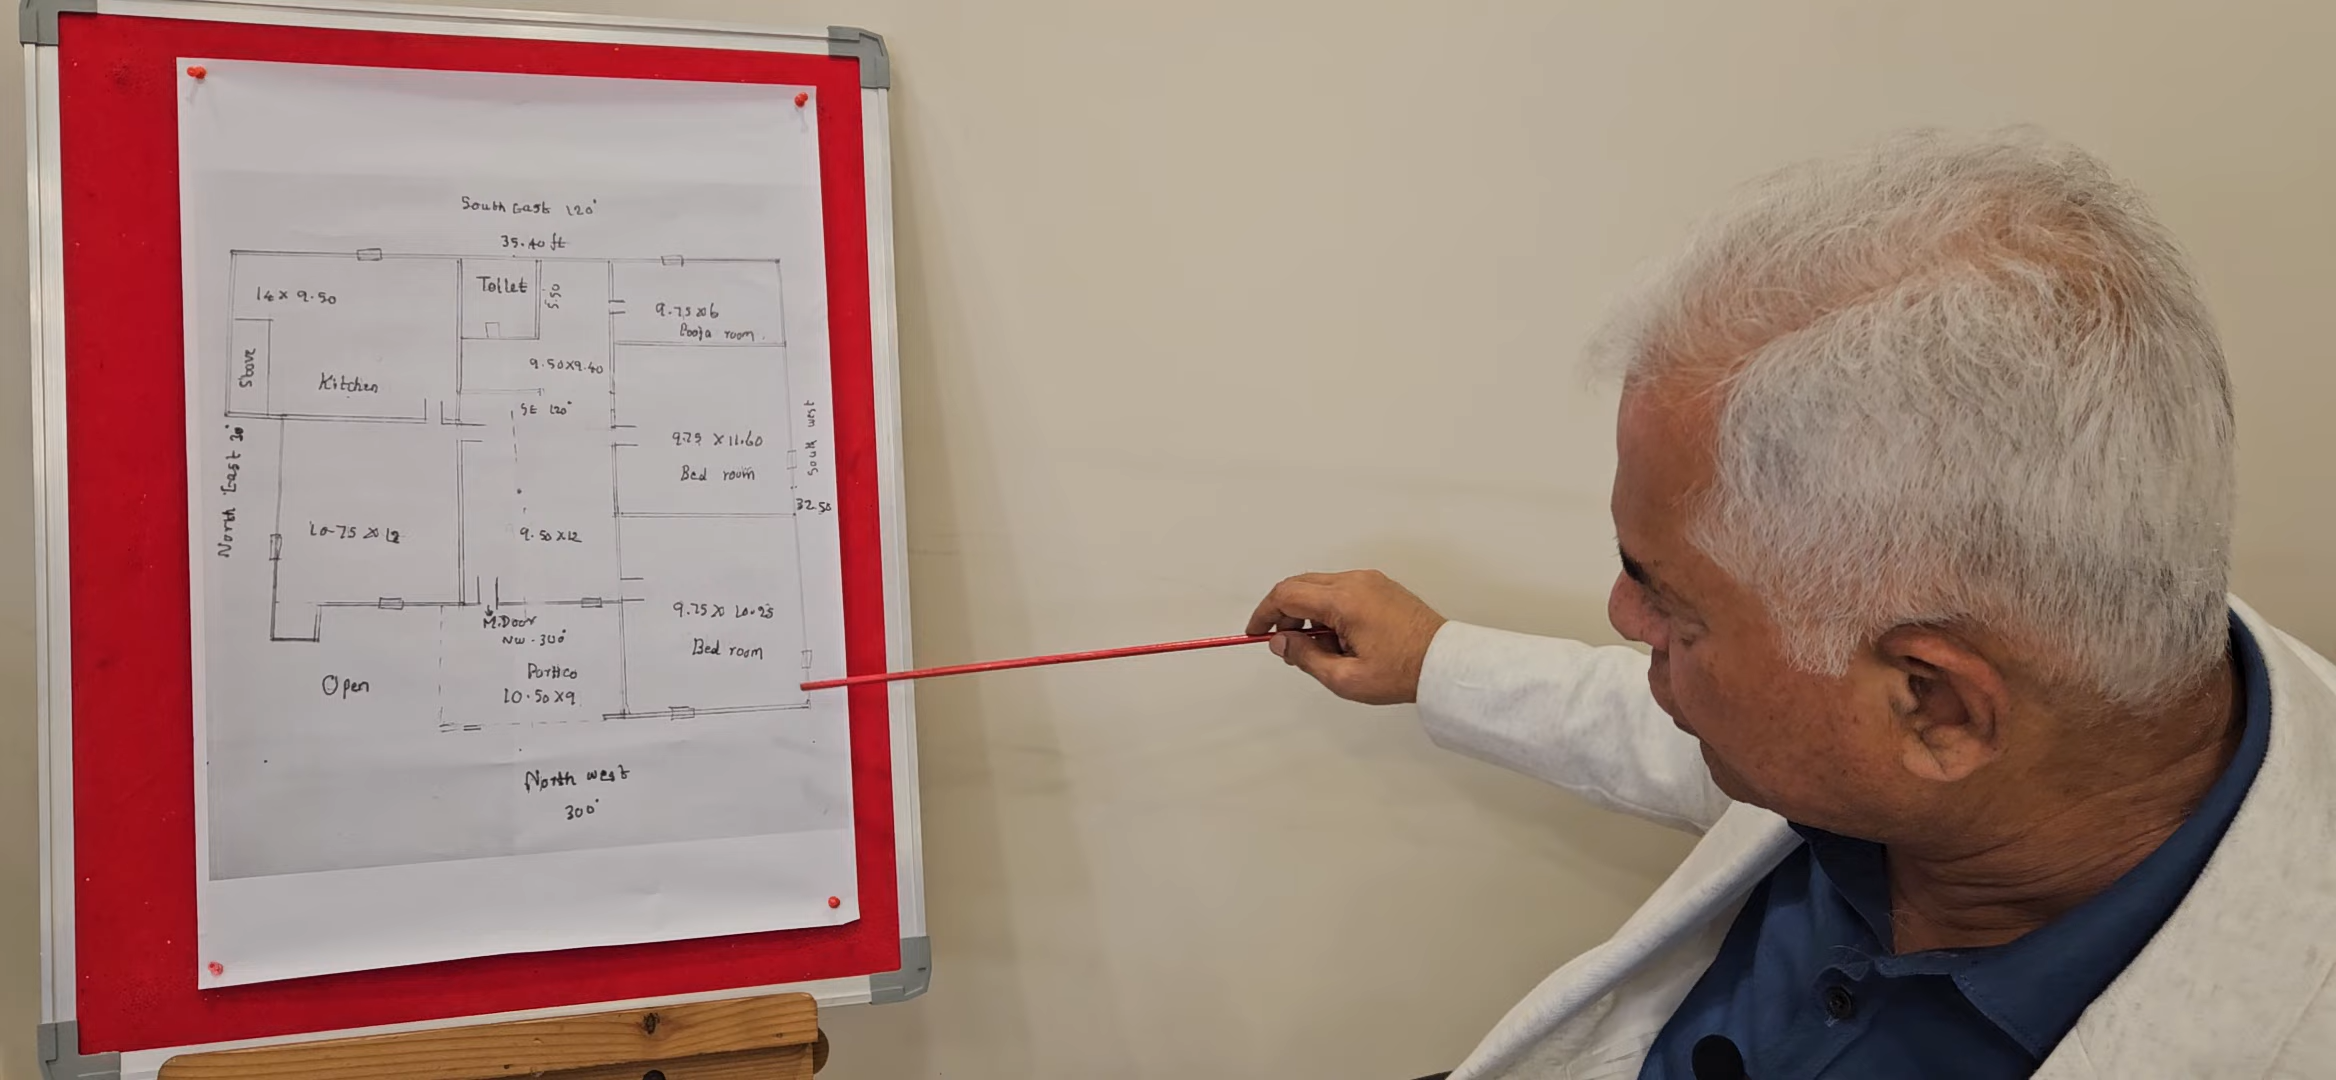 South East 120°
35.40 ft
14 x 9.50
Toilet
5.50
9.75 x 6
Pooja room
Stove
Kitchen
9.50 x 9.40
SE 120°
9.75 x 11.60
Bed room
South west
32.50
North East 30°
10.75 x 12
9.50 x 12
M.Door
NW - 300°
9.75 x 10.25
Bed room
Open
Portico
10.50 x 9
North west
300°